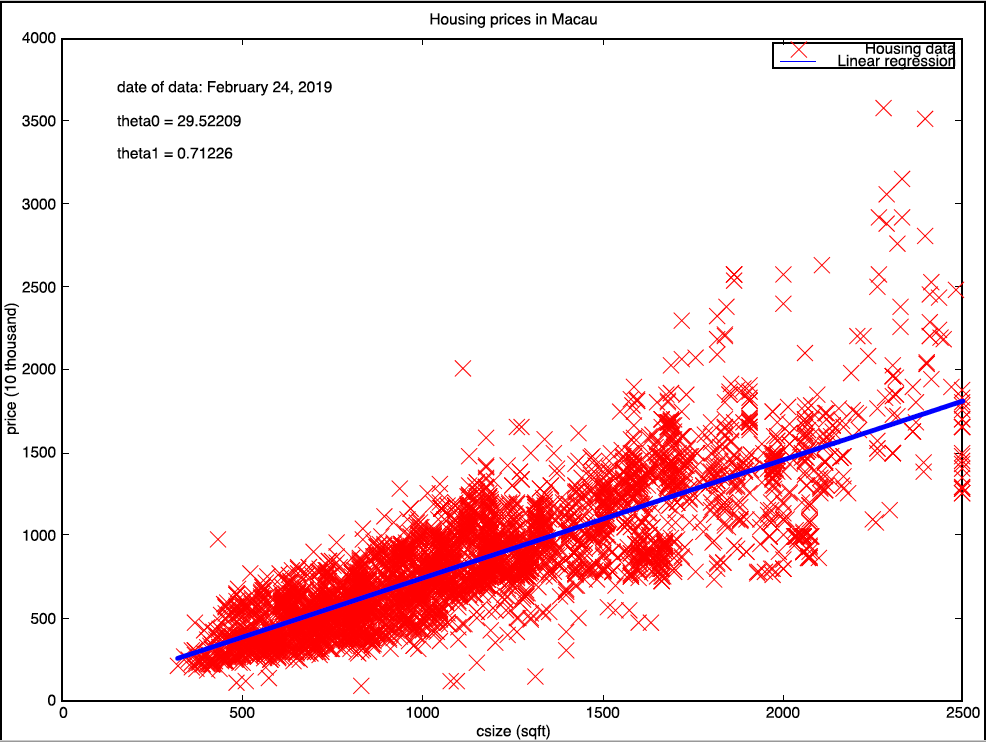 Housing prices in Macau
4000
3500
3000
2500
2000
1500
1000
500
0
price (10 thousand)
Housing data
Linear regression
date of data: February 24, 2019
theta0 = 29.52209
theta1 = 0.71226
0 500 1000 1500 2000 2500
csize (sqft)